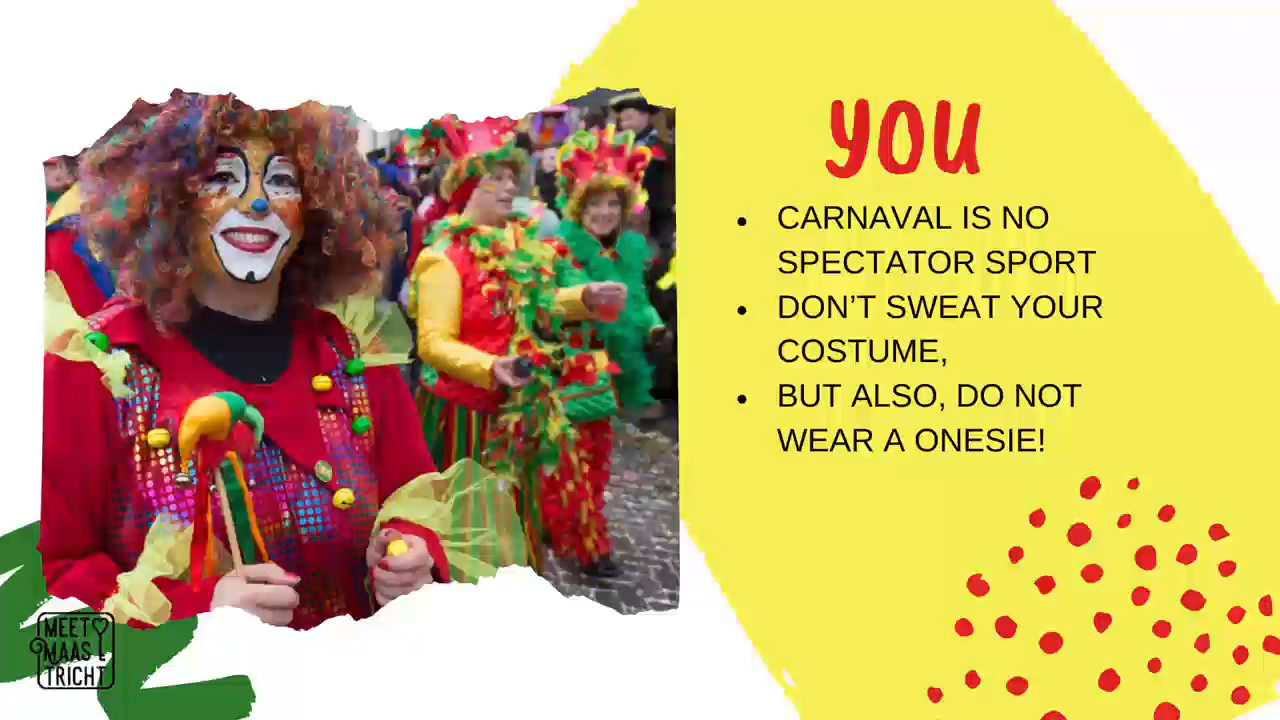 YOU
• CARNAVAL IS NO
SPECTATOR SPORT
• DON'T SWEAT YOUR
COSTUME,
• BUT ALSO, DO NOT
WEAR A ONESIE!
MEET
MAAS
TRICHT